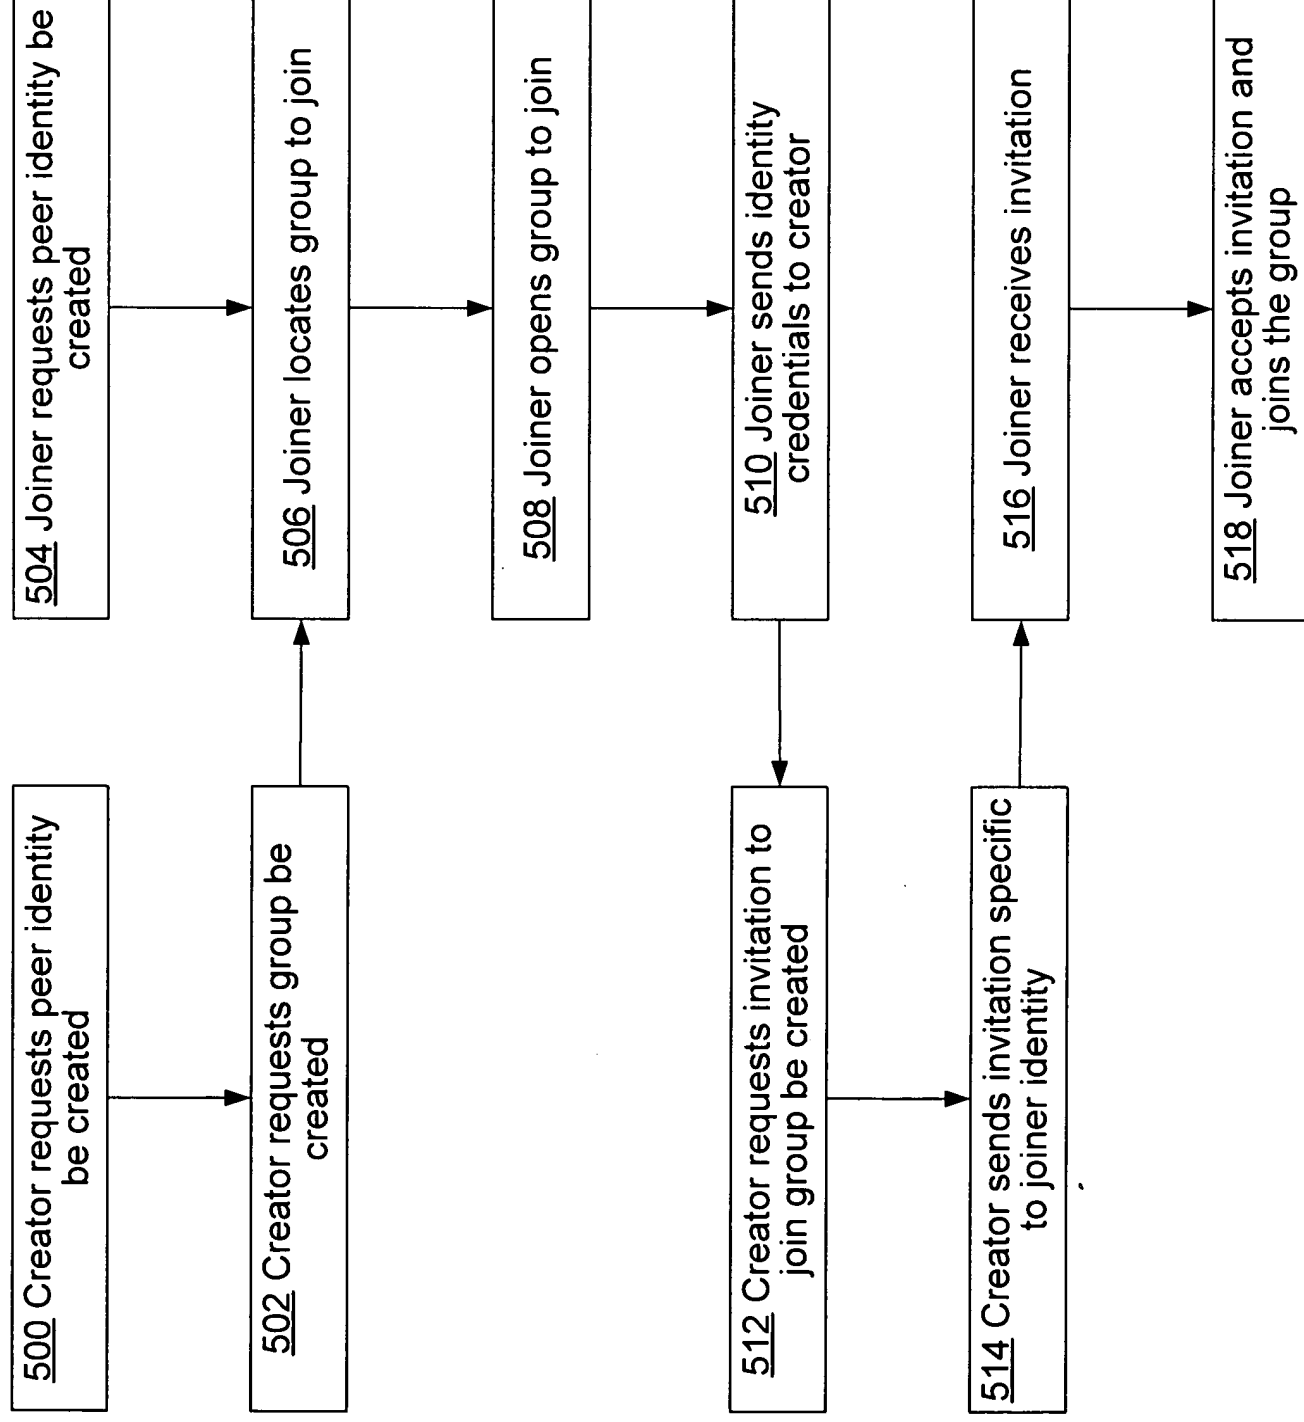 500 Creator requests peer identity
be created
502 Creator requests group be
created
504 Joiner requests peer identity be
created
506 Joiner locates group to join
508 Joiner opens group to join
510 Joiner sends identity
credentials to creator
512 Creator requests invitation to
join group be created
514 Creator sends invitation specific
to joiner identity
516 Joiner receives invitation
518 Joiner accepts invitation and
joins the group